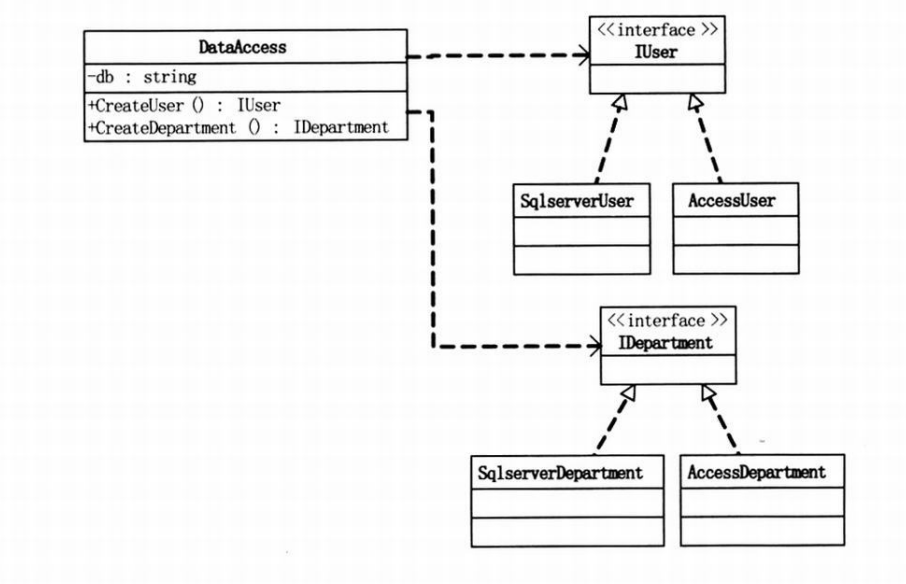 DataAccess
-db : string
+CreateUser () : IUser
+CreateDepartment () : IDepartment
<<interface >>
IUser
SqlserverUser
AccessUser
<<interface >>
IDepartment
SqlserverDepartment
AccessDepartment